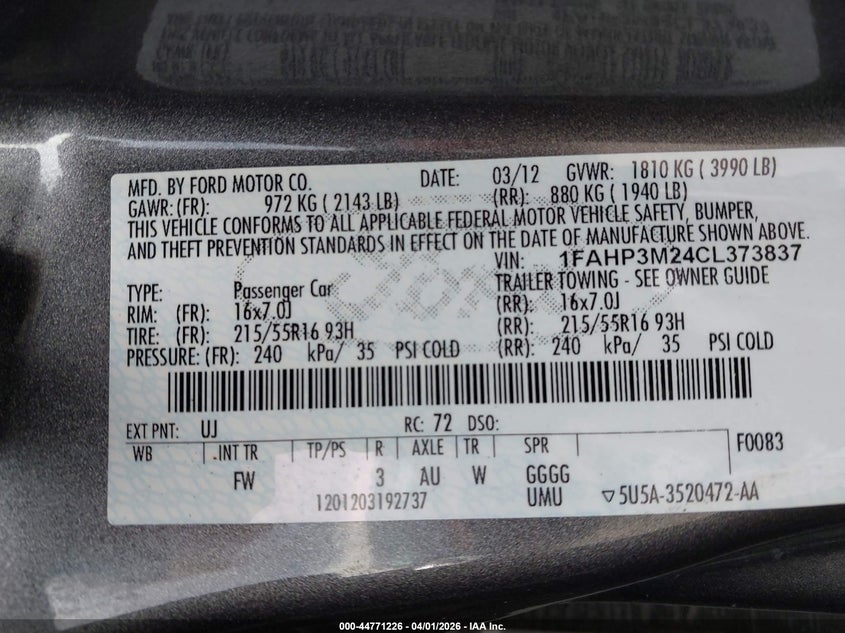 MFD. BY FORD MOTOR CO. DATE: 03/12 GVWR: 1810 KG ( 3990 LB)
GAWR: (FR): 972 KG ( 2143 LB) (RR): 880 KG ( 1940 LB)
THIS VEHICLE CONFORMS TO ALL APPLICABLE FEDERAL MOTOR VEHICLE SAFETY, BUMPER,
AND THEFT PREVENTION STANDARDS IN EFFECT ON THE DATE OF MANUFACTURE SHOWN ABOVE.
VIN: 1FAHP3M24CL373837
TYPE: Passenger Car TRAILER TOWING - SEE OWNER GUIDE
RIM: (FR): 16x7.0J (RR): 16x7.0J
TIRE: (FR): 215/55R16 93H (RR): 215/55R16 93H
PRESSURE: (FR): 240 kPa/ 35 PSI COLD (RR): 240 kPa/ 35 PSI COLD
EXT PNT: UJ RC: 72 DSO:
WB INT TR TP/PS R AXLE TR SPR F0083
FW 3 AU W GGGG
1201203192737 UMU ▽5U5A-3520472-AA
000-44771226 - 04/01/2026 - IAA Inc.